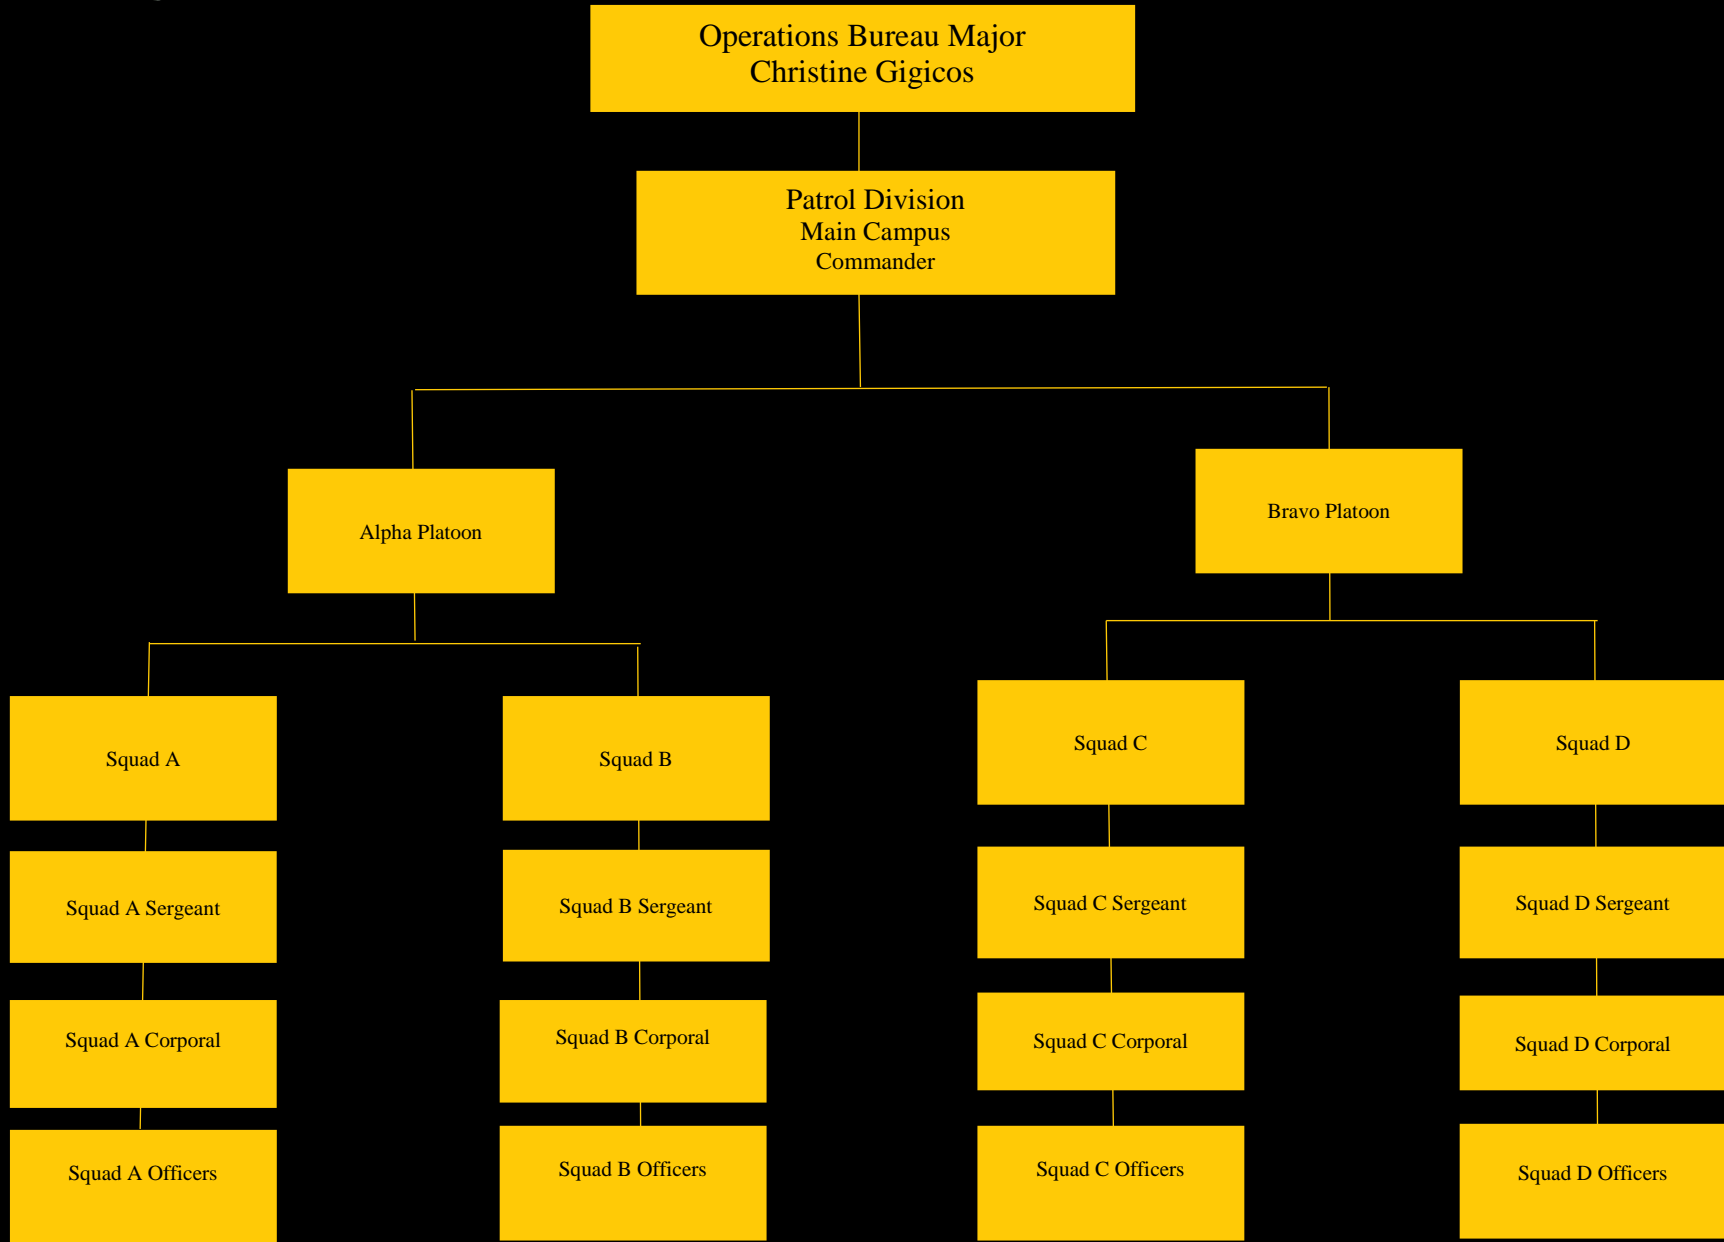 Operations Bureau Major
Christine Gigicos
Patrol Division
Main Campus
Commander
Alpha Platoon
Bravo Platoon
Squad A
Squad B
Squad C
Squad D
Squad A Sergeant
Squad B Sergeant
Squad C Sergeant
Squad D Sergeant
Squad A Corporal
Squad B Corporal
Squad C Corporal
Squad D Corporal
Squad A Officers
Squad B Officers
Squad C Officers
Squad D Officers